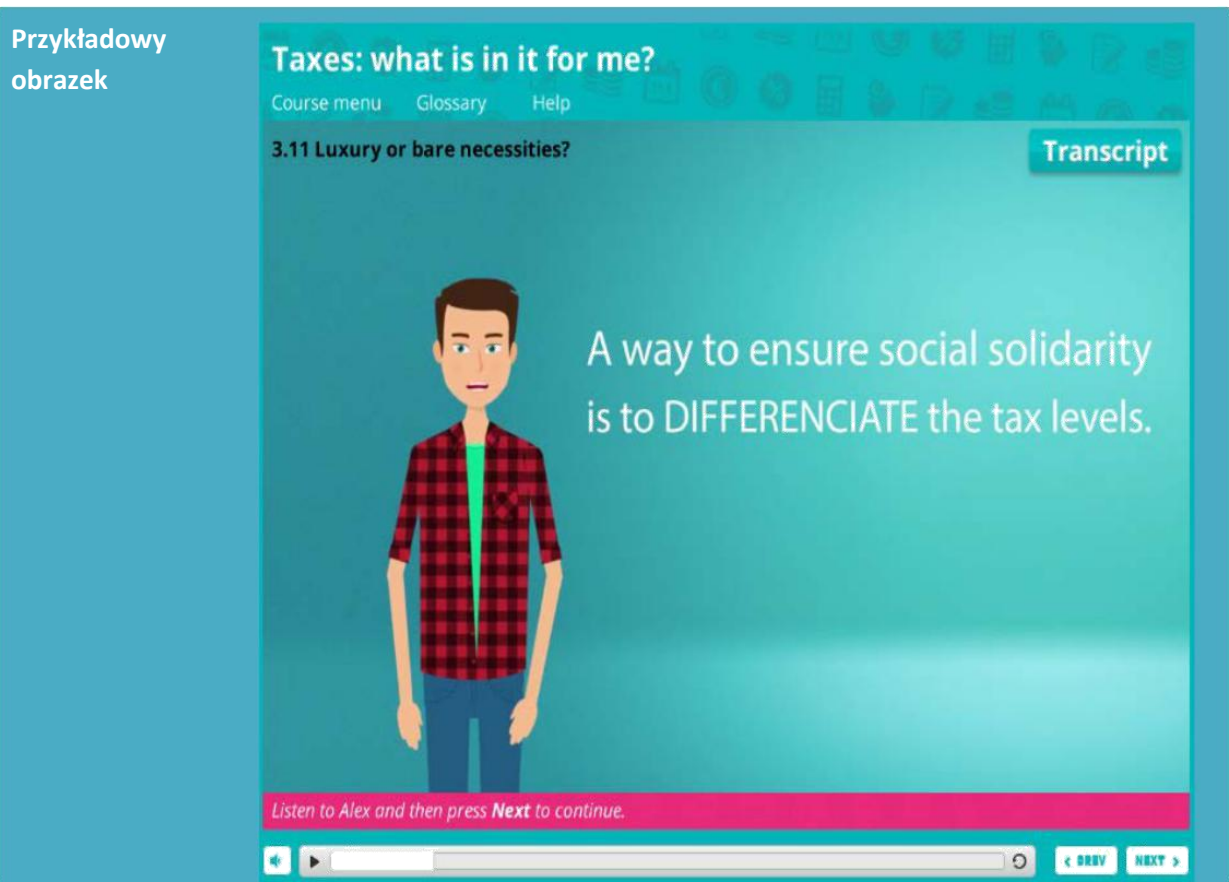 Przykładowy
obrazek
Taxes: what is in it for me?
Course menu Glossary Help
3.11 Luxury or bare necessities?
Transcript
A way to ensure social solidarity
is to DIFFERENCIATE the tax levels.
Listen to Alex and then press Next to continue.
< PREV NEXT >